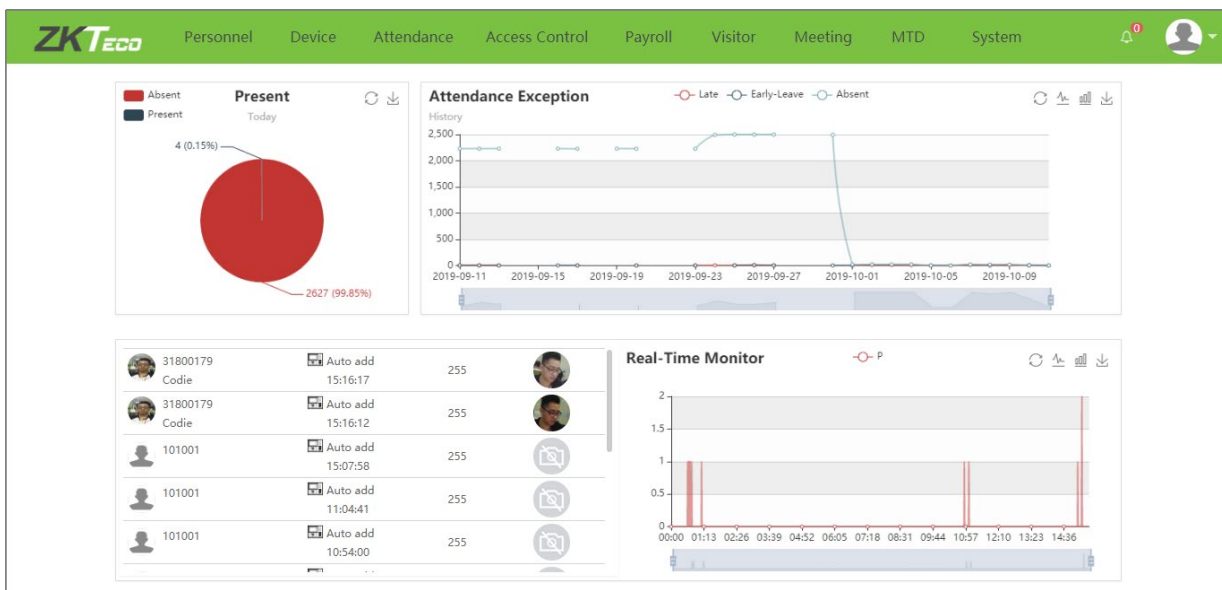 ZKTeco Personnel Device Attendance Access Control Payroll Visitor Meeting MTD System 0
Absent
Present
Present
Today
4 (0.15%)
2627 (99.85%)
Attendance Exception
History
Late Early-Leave Absent
2,500
2,000
1,500
1,000
500
0
2019-09-11 2019-09-15 2019-09-19 2019-09-23 2019-09-27 2019-10-01 2019-10-05 2019-10-09
31800179 Auto add
Codie 15:16:17 255
31800179 Auto add
Codie 15:16:12 255
101001 Auto add
15:07:58 255
101001 Auto add
11:04:41 255
101001 Auto add
10:54:00 255
Real-Time Monitor
P
2
1.5
1
0.5
0
00:00 01:13 02:26 03:39 04:52 06:05 07:18 08:31 09:44 10:57 12:10 13:23 14:36